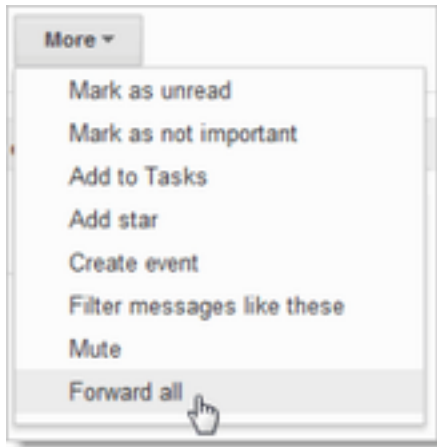 More
Mark as unread
Mark as not important
Add to Tasks
Add star
Create event
Filter messages like these
Mute
Forward all